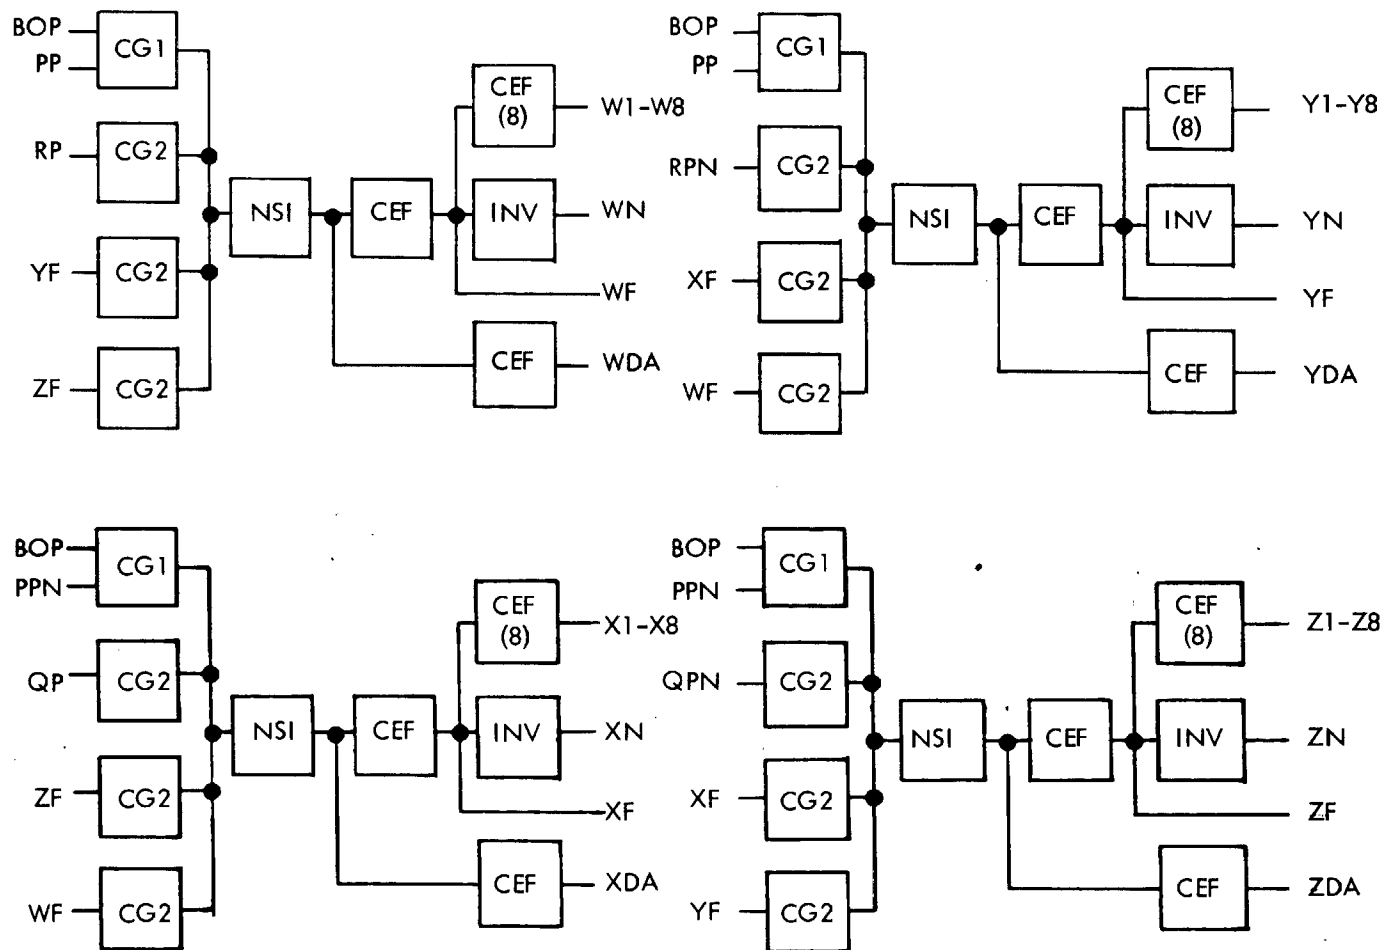 BOP
PP
CG1
RP
CG2
YF
CG2
ZF
CG2
NSI
CEF
CEF
(8)
W1-W8
INV
WN
WF
CEF
WDA
BOP
PP
CG1
RPN
CG2
XF
CG2
WF
CG2
NSI
CEF
CEF
(8)
Y1-Y8
INV
YN
YF
CEF
YDA
BOP
PPN
CG1
QP
CG2
ZF
CG2
WF
CG2
NSI
CEF
CEF
(8)
X1-X8
INV
XN
XF
CEF
XDA
BOP
PPN
CG1
QPN
CG2
XF
CG2
YF
CG2
NSI
CEF
CEF
(8)
Z1-Z8
INV
ZN
ZF
CEF
ZDA